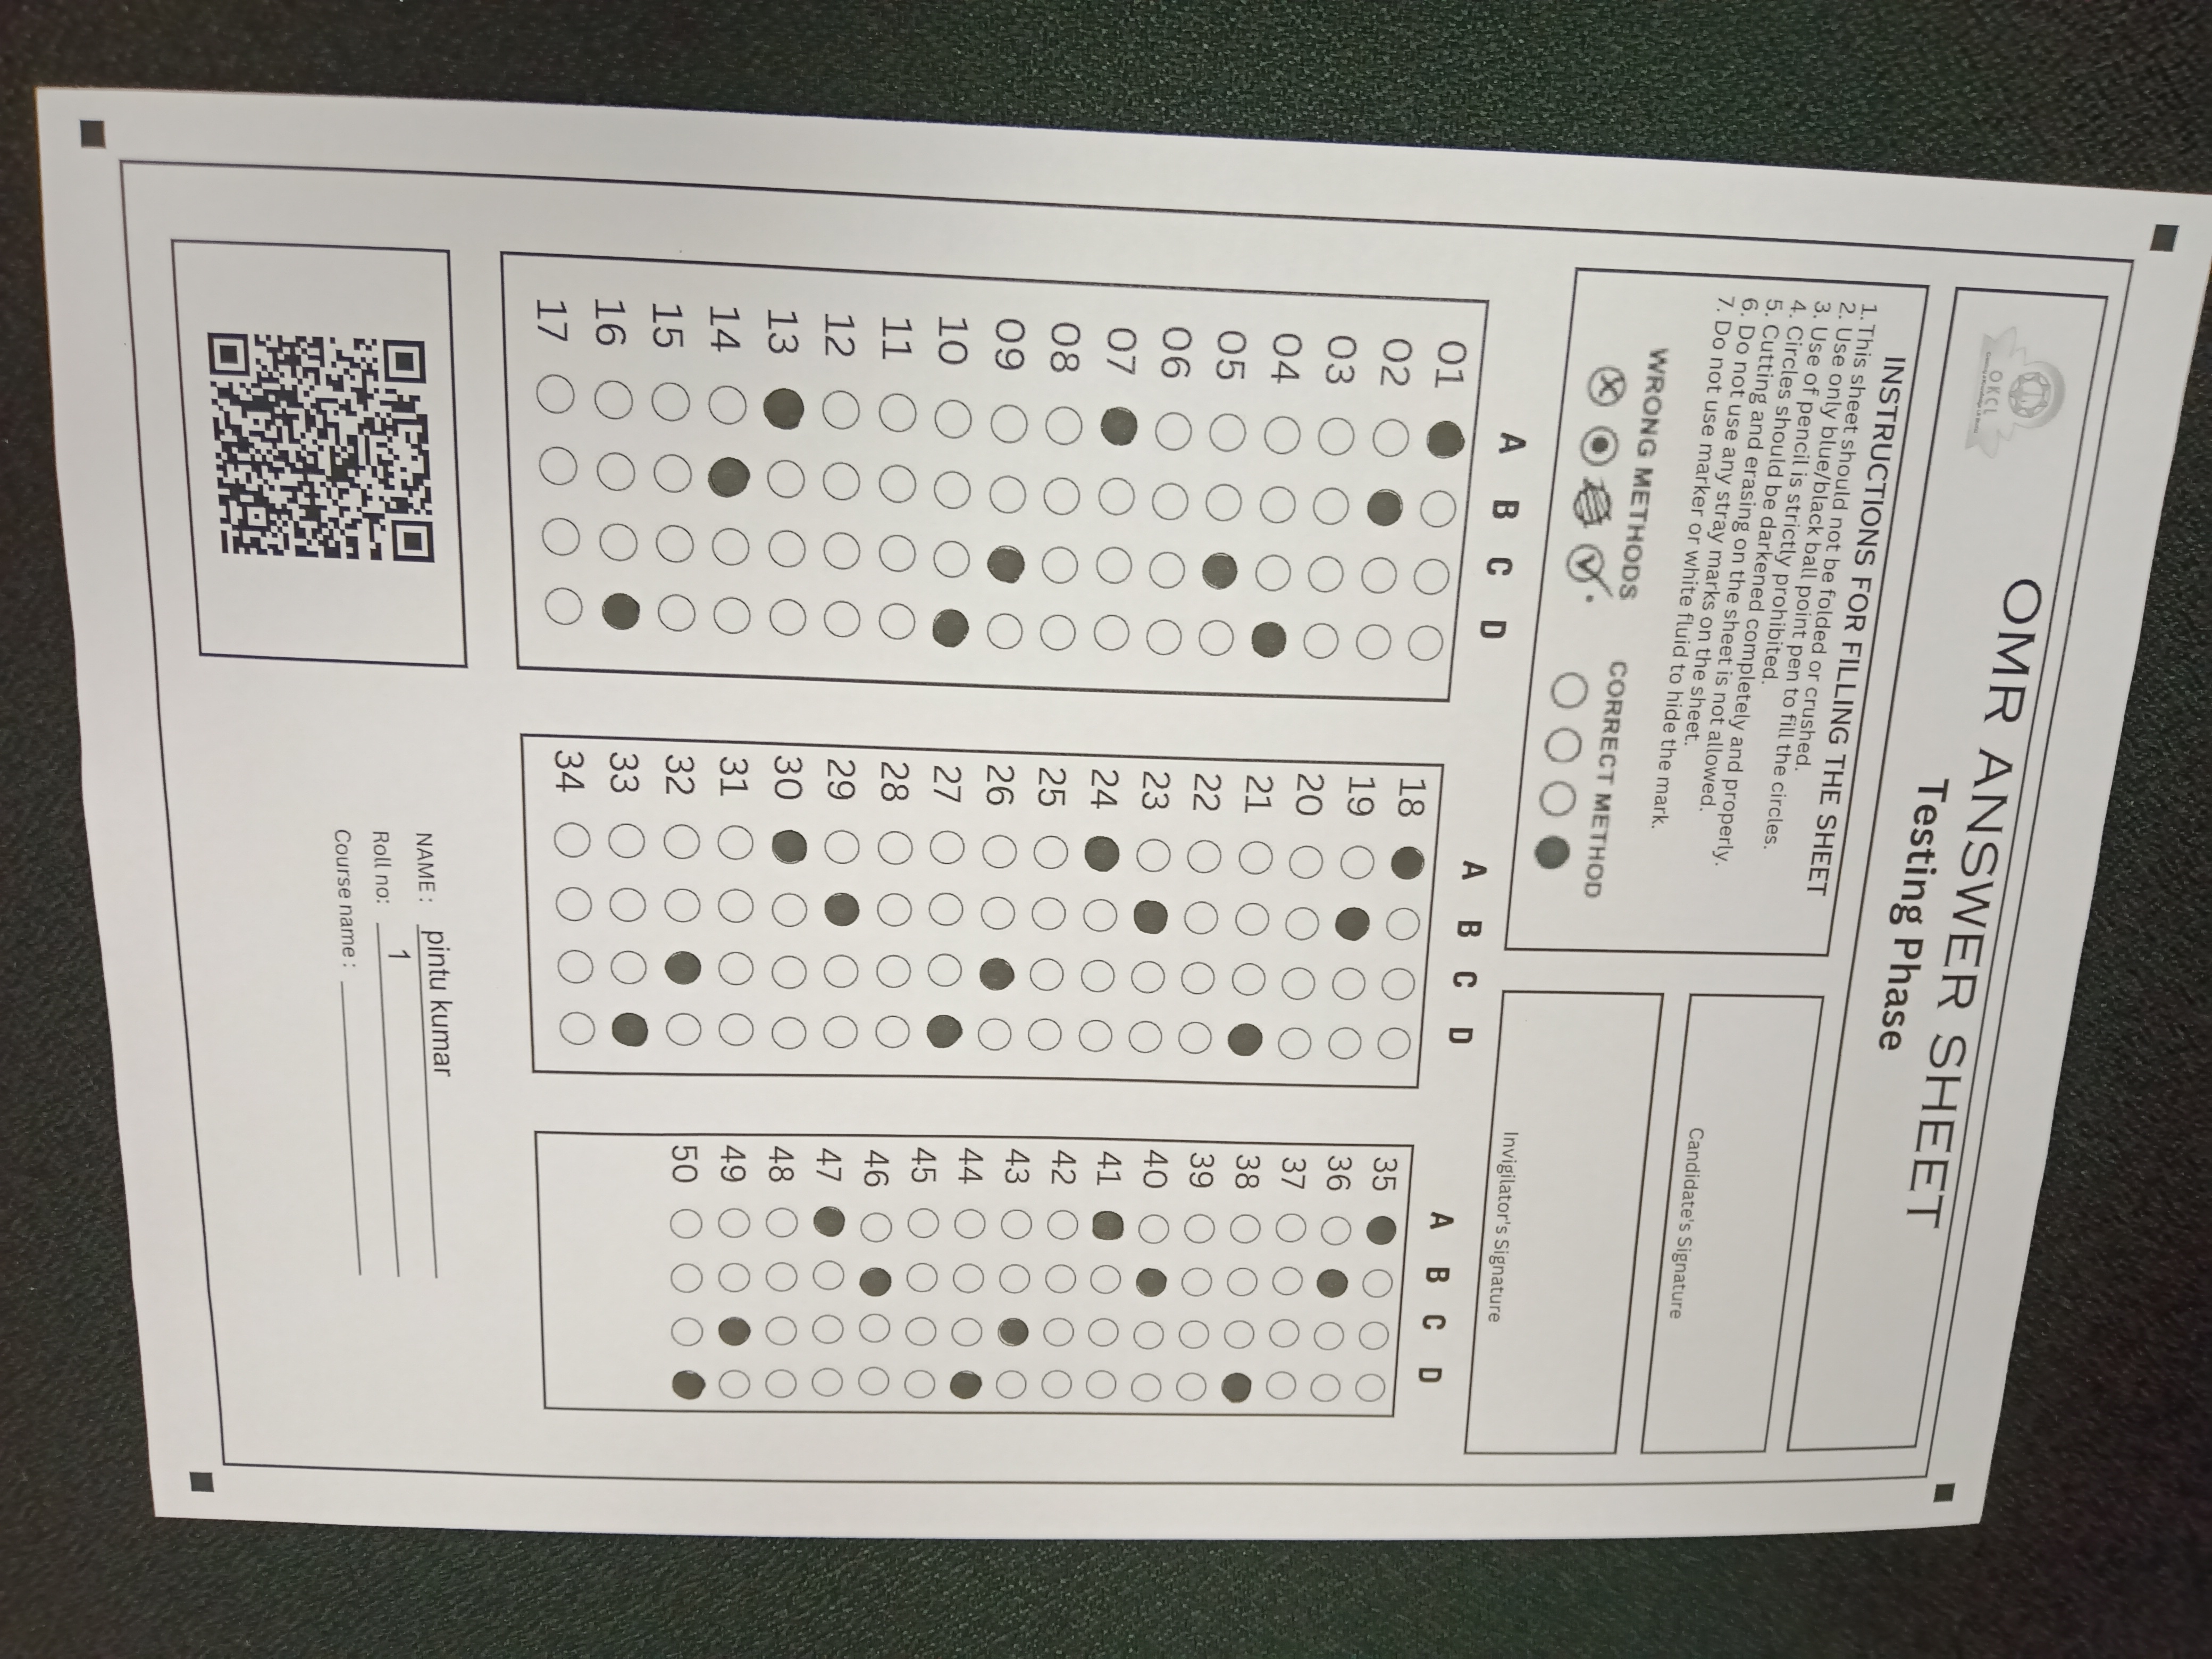 OKCL
OMR ANSWER SHEET
Testing Phase
INSTRUCTIONS FOR FILLING THE SHEET
1. This sheet should not be folded or crushed.
2. Use only blue/black ball point pen to fill the circles.
3. Use of pencil is strictly prohibited.
4. Circles should be darkened completely and properly.
5. Cutting and erasing on the sheet is not allowed.
6. Do not use any stray marks on the sheet.
7. Do not use marker or white fluid to hide the mark.
WRONG METHODS
CORRECT METHOD
Candidate's Signature
Invigilator's Signature
A B C D
01
02
03
04
05
06
07
08
09
10
11
12
13
14
15
16
17
A B C D
18
19
20
21
22
23
24
25
26
27
28
29
30
31
32
33
34
A B C D
35
36
37
38
39
40
41
42
43
44
45
46
47
48
49
50
NAME : pintu kumar
Roll no: 1
Course name :